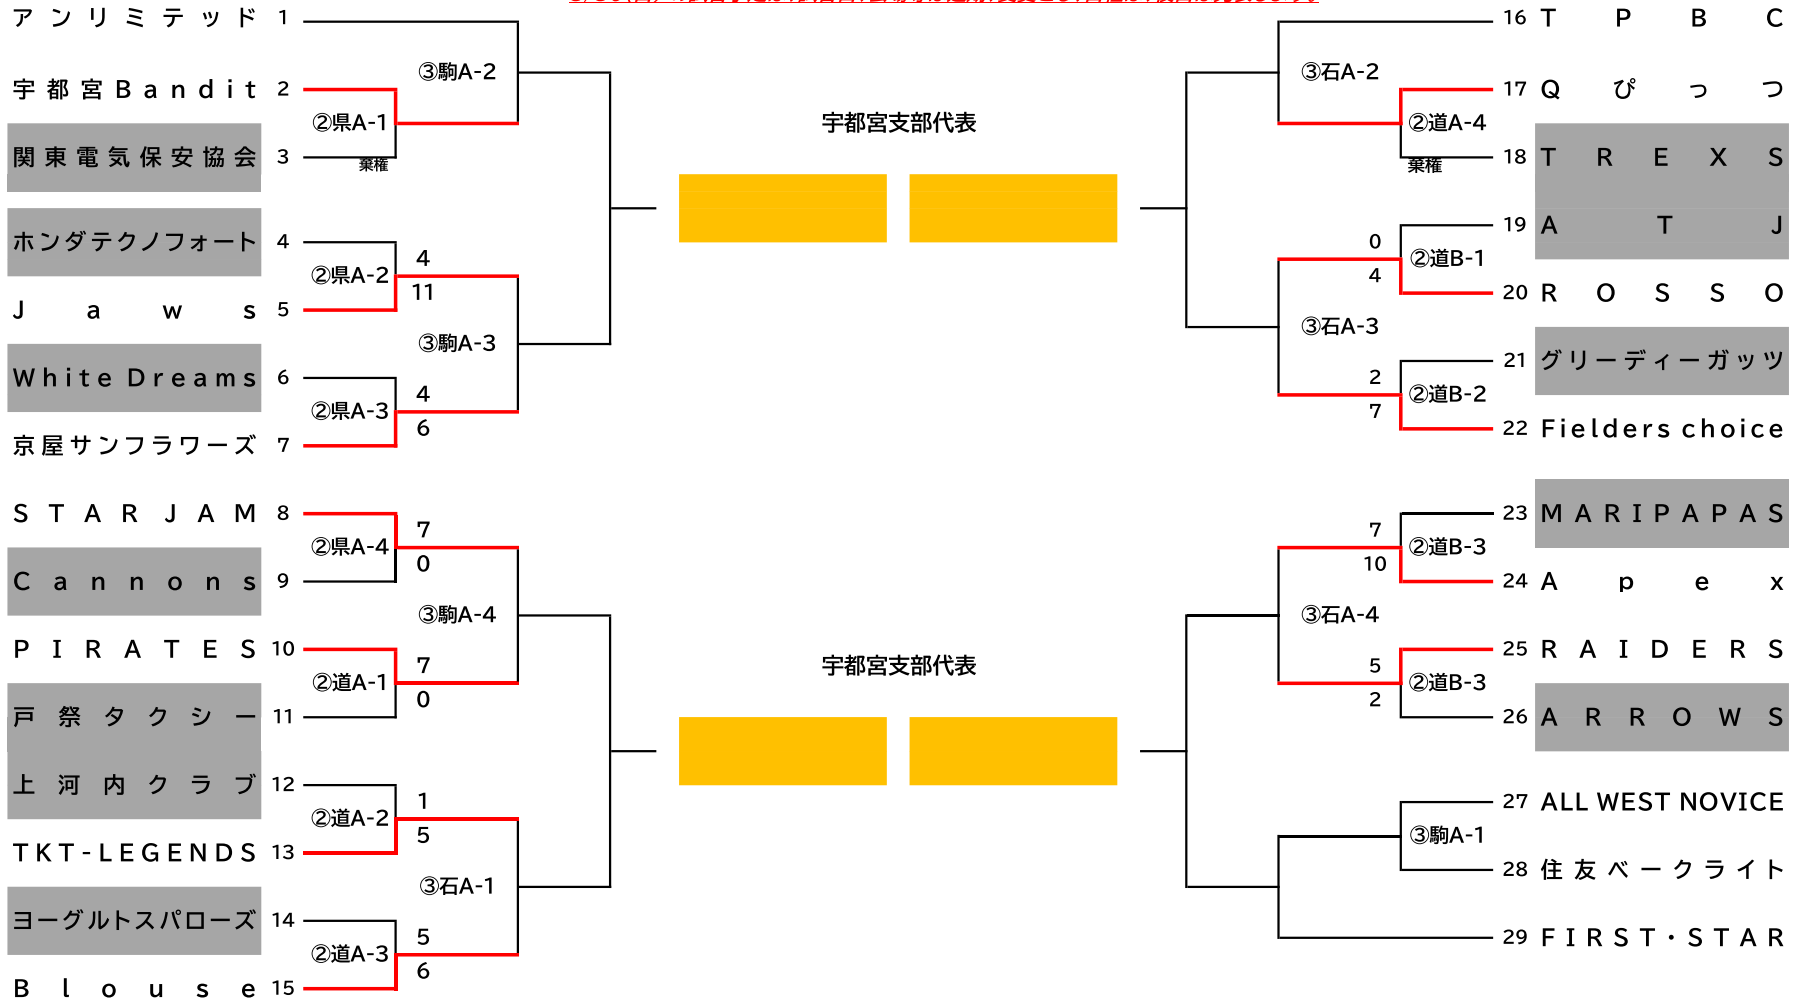 アンリミテッド 1
③駒A-2
宇都宮Bandit 2
②県A-1
関東電気保安協会 3
棄権
ホンダテクノフォート 4
②県A-2
4
11
Jaws 5
③駒A-3
White Dreams 6
②県A-3
4
6
京屋サンフラワーズ 7
STAR JAM 8
②県A-4
7
0
Cannons 9
③駒A-4
PIRATES 10
②道A-1
7
0
戸祭タクシー 11
上河内クラブ 12
②道A-2
1
5
TKT-LEGENDS 13
③石A-1
ヨーグルトスパローズ 14
②道A-3
5
6
Blouse 15
宇都宮支部代表
宇都宮支部代表
16 TPBC
③石A-2
17 Qぴっつ
②道A-4
18 TREXS
棄権
19 ATJ
0
②道B-1
4
20 ROSSO
③石A-3
21 グリーディーガッツ
2
②道B-2
7
22 Fielders choice
23 MARIPAPAS
7
②道B-3
10
24 Apex
③石A-4
25 RAIDERS
5
②道B-3
2
26 ARROWS
27 ALL WEST NOVICE
③駒A-1
28 住友ベークライト
29 FIRST・STAR